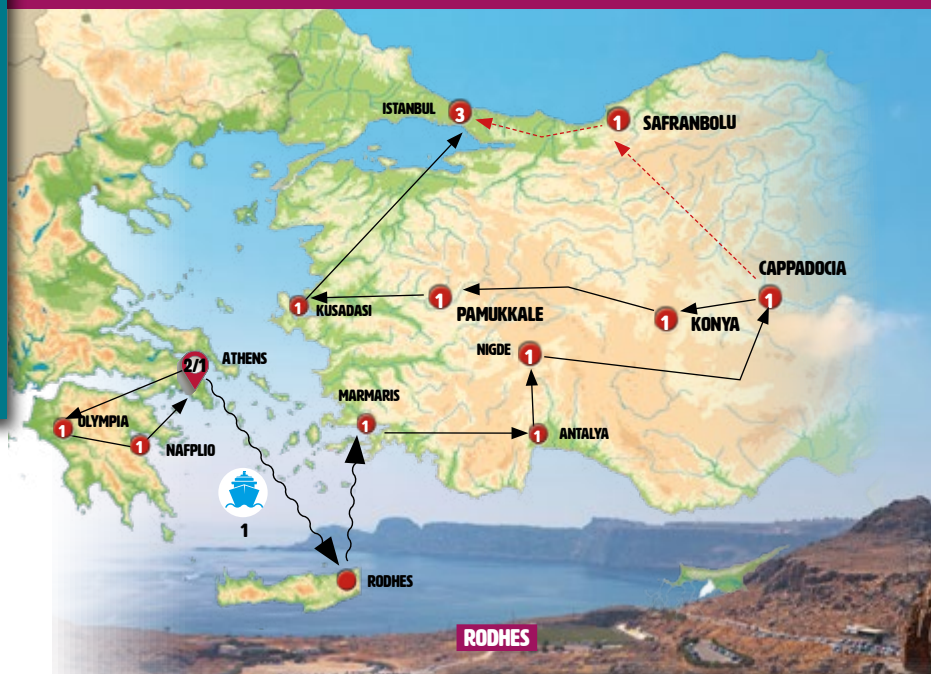 ISTANBUL
3
1
SAFRANBOLU
CAPPADOCIA
1
1
KUSADASI
1
PAMUKKALE
1
KONYA
NIGDE
1
2/1
ATHENS
MARMARIS
1
OLYMPIA
1
1
NAFPLIO
1
ANTALYA
1
RODHES
RODHES